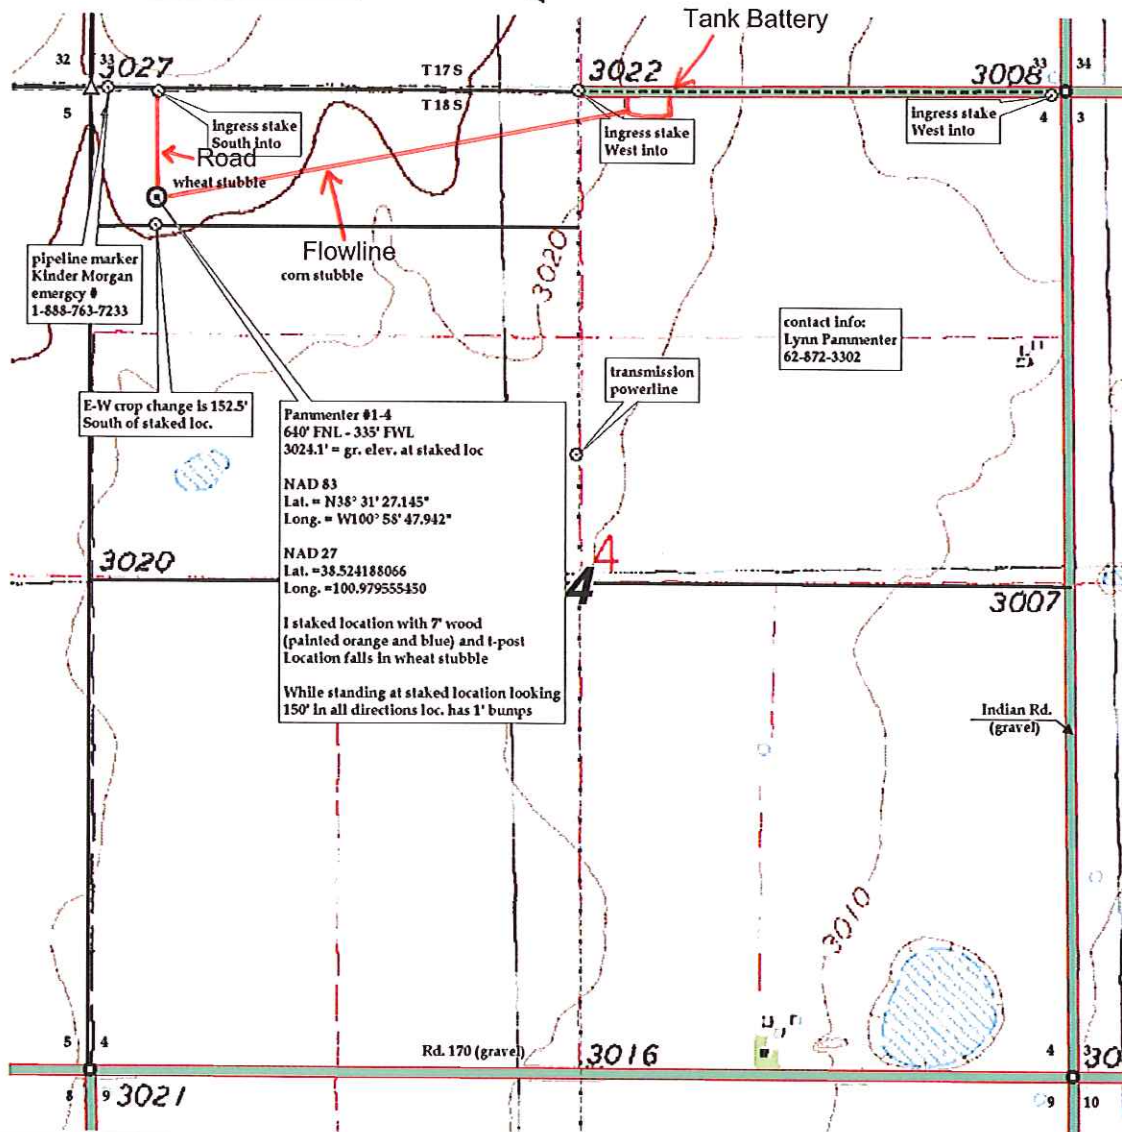 Tank Battery
32
33
3027
T17 S
3022
3008
33
34
5
T18 S
4
3
ingress stake
South into
ingress stake
West into
ingress stake
West into
Road
wheat stubble
pipeline marker
Kinder Morgan
emergcy #
1-888-763-7233
Flowline
corn stubble
3020
contact info:
Lynn Pammenter
62-872-3302
transmission
powerline
E-W crop change is 152.5'
South of staked loc.
Pammenter #1-4
640' FNL - 335' FWL
3024.1' = gr. elev. at staked loc
NAD 83
Lat. = N38° 31' 27.145"
Long. = W100° 58' 47.942"
NAD 27
Lat. =38.524188066
Long. =100.979555450
I staked location with 7' wood
(painted orange and blue) and t-post
Location falls in wheat stubble
While standing at staked location looking
150' in all directions loc. has 1' bumps
3020
4
4
3007
Indian Rd.
(gravel)
3010
5
4
Rd. 170 (gravel)
3016
4
3
30
8
9
3021
9
10